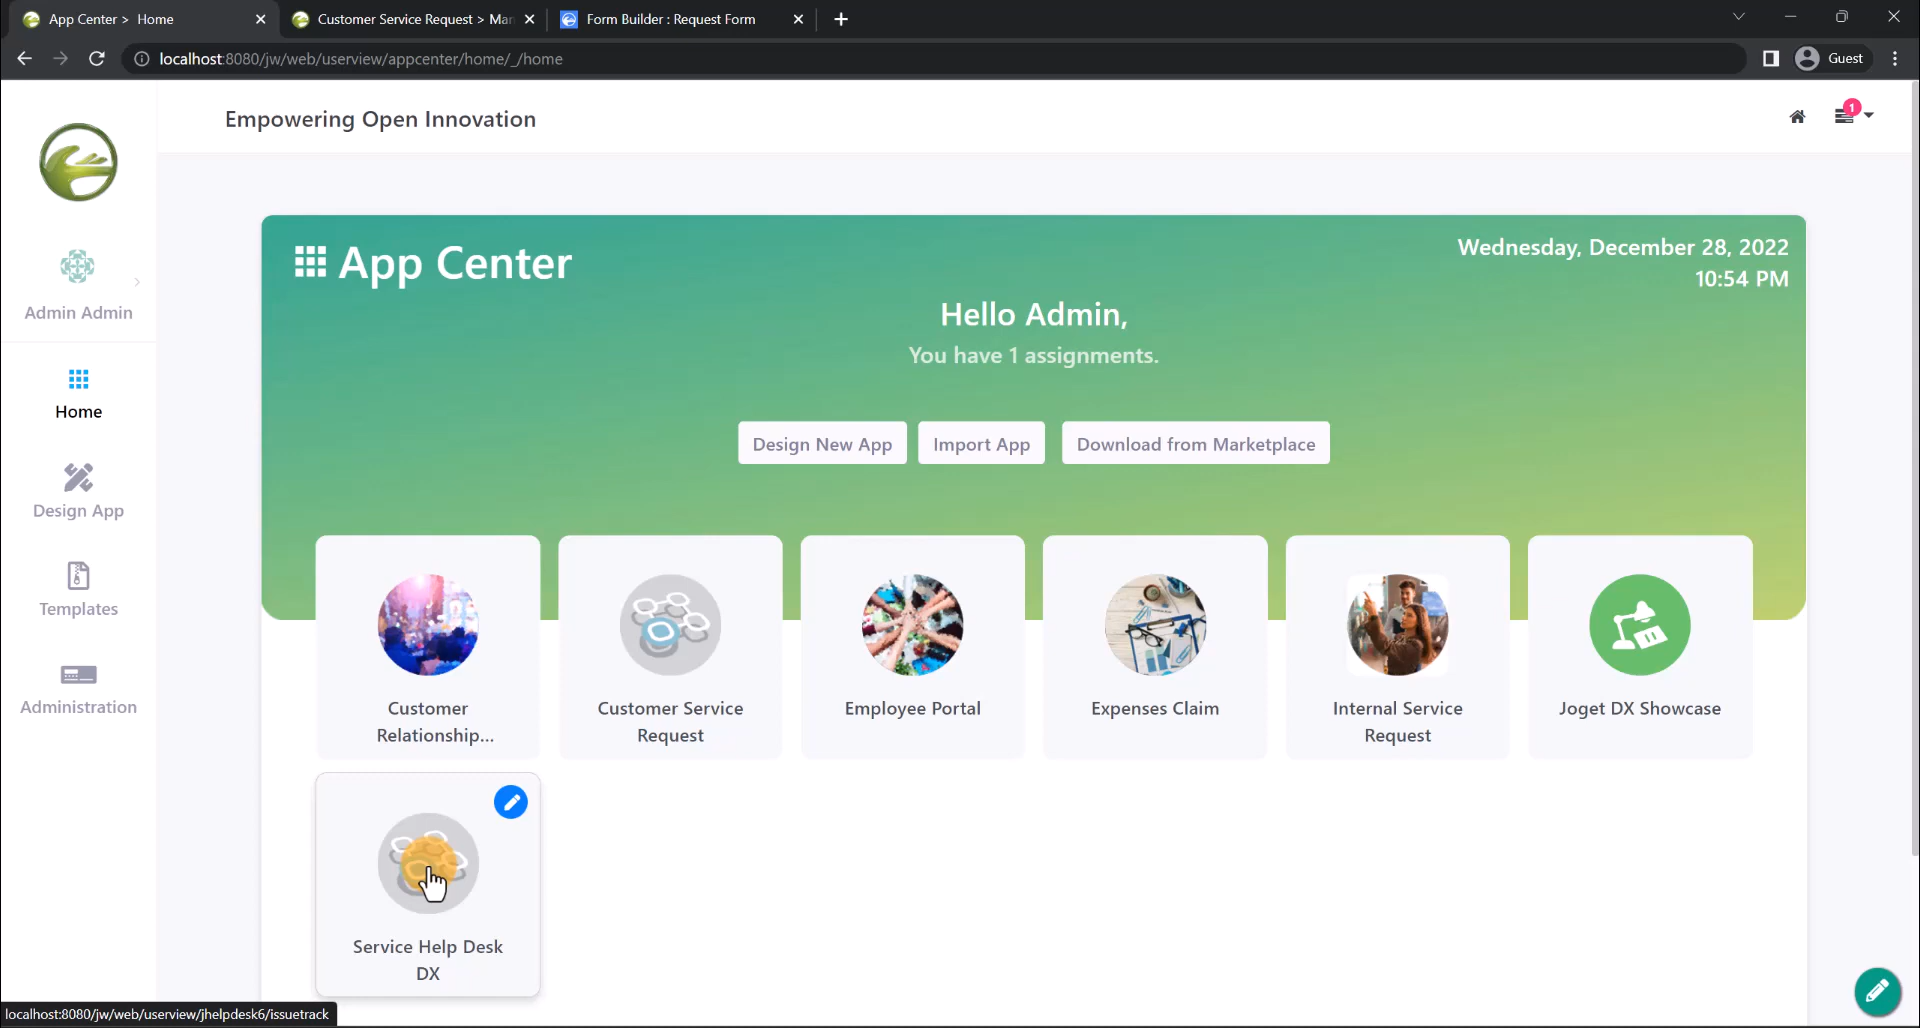 App Center > Home
Customer Service Request > Mar
Form Builder : Request Form
localhost:8080/jw/web/userview/appcenter/home/_/home
Guest
Empowering Open Innovation
1
Admin Admin
Home
Design App
Templates
Administration
App Center
Wednesday, December 28, 2022
10:54 PM
Hello Admin,
You have 1 assignments.
Design New App
Import App
Download from Marketplace
Customer
Relationship...
Customer Service
Request
Employee Portal
Expenses Claim
Internal Service
Request
Joget DX Showcase
Service Help Desk
DX
localhost:8080/jw/web/userview/jhelpdesk6/issuetrack